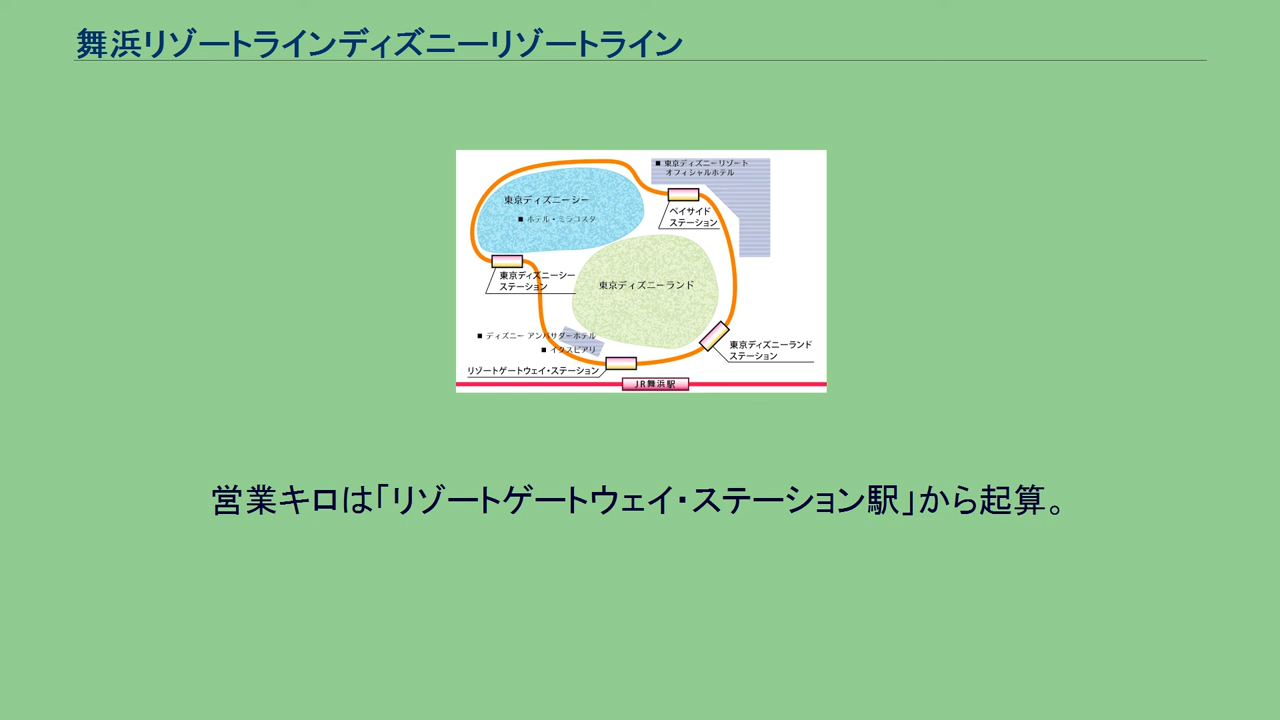 舞浜リゾートラインディズニーリゾートライン
■ 東京ディズニーリゾート
オフィシャルホテル
東京ディズニーシー
■ ホテル・ミラコスタ
ベイサイド
ステーション
東京ディズニーシー
ステーション
東京ディズニーランド
■ ディズニー アンバサダーホテル
■ イクスピアリ
東京ディズニーランド
ステーション
リゾートゲートウェイ・ステーション
JR舞浜駅
営業キロは「リゾートゲートウェイ・ステーション駅」から起算。